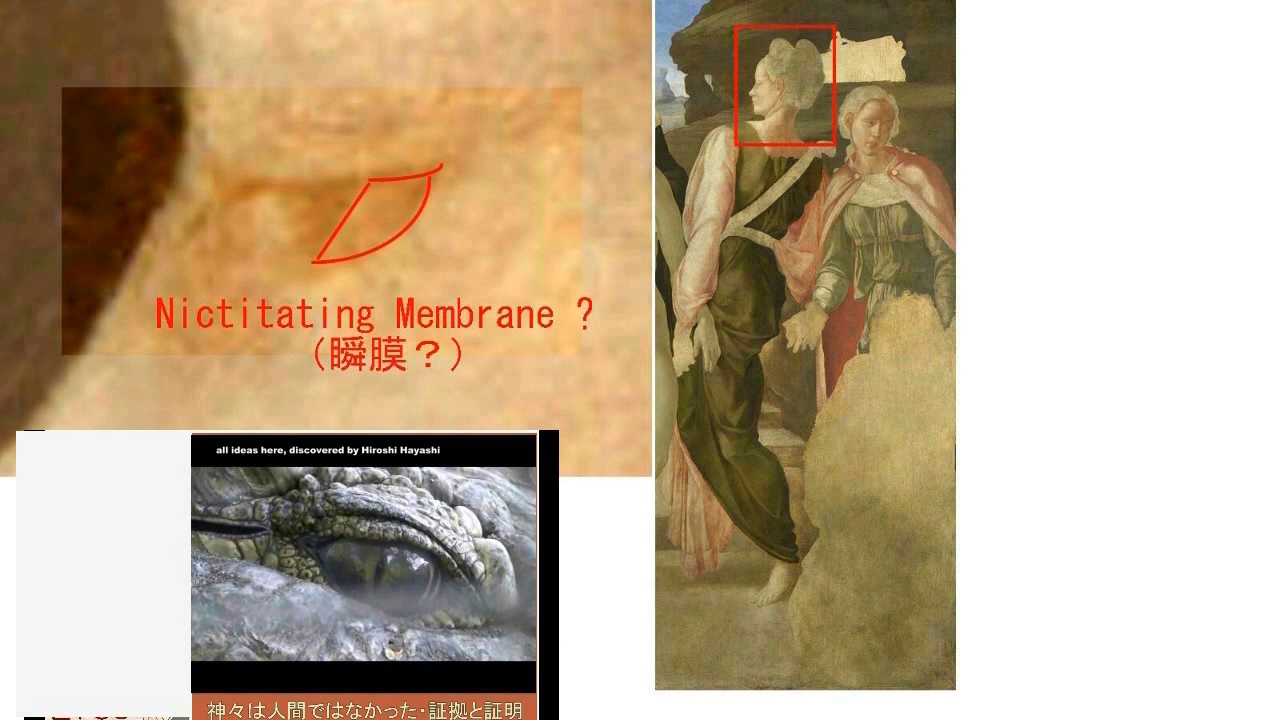 Nictitating Membrane ?
(瞬膜？)
all ideas here, discovered by Hiroshi Hayashi
神々は人間ではなかった・証拠と証明